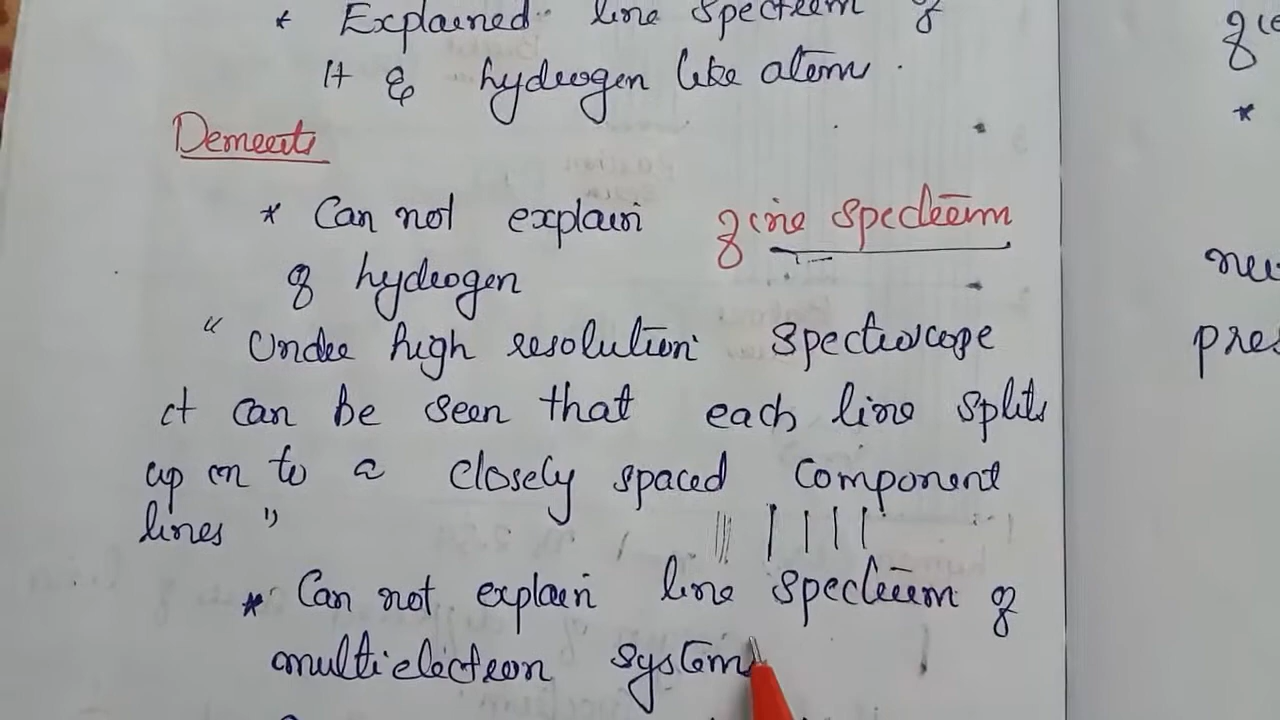 * Explained line spectrum of
H & hydrogen like atom.
Demerits
* Can not explain fine spectrum
of hydrogen
" Under high resolution spectroscope
it can be seen that each line splits
up in to a closely spaced component
lines "
* Can not explain line spectrum of
multielectron system
*
pres